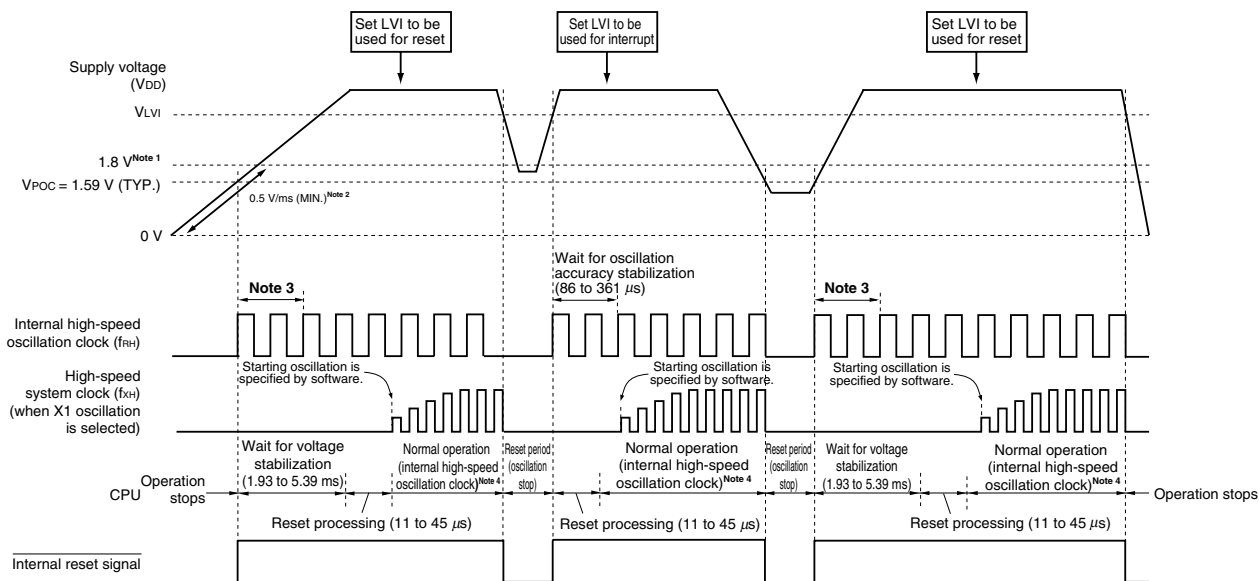 Set LVI to be
used for reset
Set LVI to be
used for interrupt
Set LVI to be
used for reset
Supply voltage
(VDD)
VLVI
1.8 V Note 1
VPOC = 1.59 V (TYP.)
0.5 V/ms (MIN.) Note 2
0 V
Wait for oscillation
accuracy stabilization
(86 to 361 μs)
Note 3
Note 3
Internal high-speed
oscillation clock (fRH)
Starting oscillation is
specified by software.
Starting oscillation is
specified by software.
Starting oscillation is
specified by software.
High-speed
system clock (fXH)
(when X1 oscillation
is selected)
Wait for voltage
stabilization
(1.93 to 5.39 ms)
Normal operation
(internal high-speed
oscillation clock) Note 4
Reset period
(oscillation
stop)
Normal operation
(internal high-speed
oscillation clock) Note 4
Reset period
(oscillation
stop)
Wait for voltage
stabilization
(1.93 to 5.39 ms)
Normal operation
(internal high-speed
oscillation clock) Note 4
CPU
Operation
stops
Operation stops
Reset processing (11 to 45 μs)
Reset processing (11 to 45 μs)
Reset processing (11 to 45 μs)
Internal reset signal